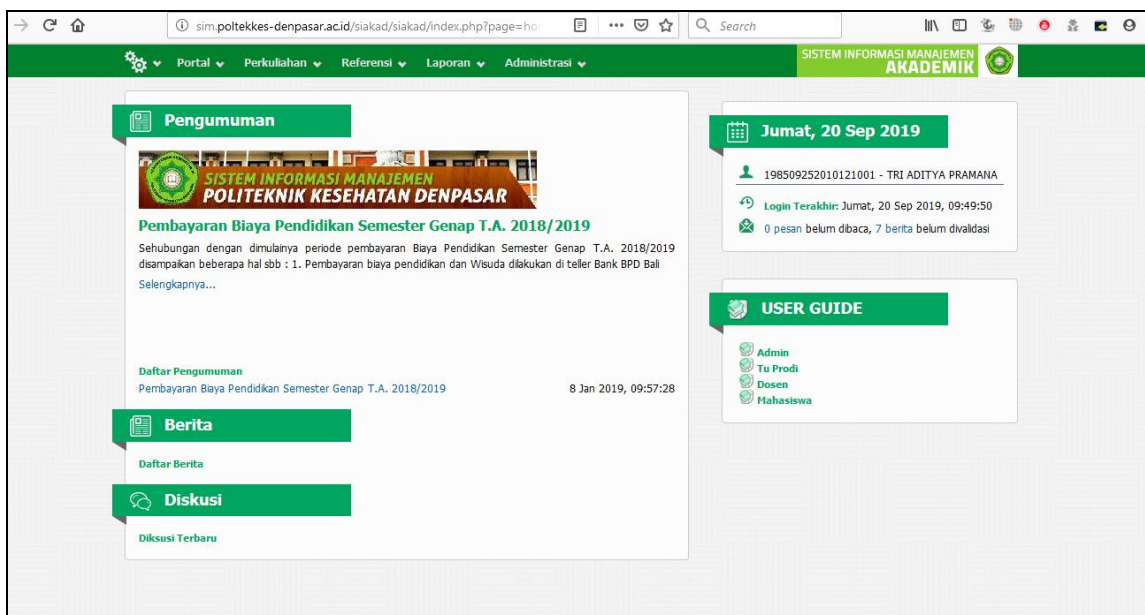 sim.poltekkes-denpasar.ac.id/siakad/siakad/index.php?page=ho
Search
Portal Perkuliahan Referensi Laporan Administrasi
SISTEM INFORMASI MANAJEMEN
AKADEMIK
Pengumuman
SISTEM INFORMASI MANAJEMEN
POLITEKNIK KESEHATAN DENPASAR
Pembayaran Biaya Pendidikan Semester Genap T.A. 2018/2019
Sehubungan dengan dimulainya periode pembayaran Biaya Pendidikan Semester Genap T.A. 2018/2019
disampaikan beberapa hal sbb : 1. Pembayaran biaya pendidikan dan Wisuda dilakukan di teller Bank BPD Bali
Selengkapnya...
Daftar Pengumuman
Pembayaran Biaya Pendidikan Semester Genap T.A. 2018/2019 8 Jan 2019, 09:57:28
Berita
Daftar Berita
Diskusi
Diksusi Terbaru
Jumat, 20 Sep 2019
198509252010121001 - TRI ADITYA PRAMANA
Login Terakhir: Jumat, 20 Sep 2019, 09:49:50
0 pesan belum dibaca, 7 berita belum divalidasi
USER GUIDE
Admin
Tu Prodi
Dosen
Mahasiswa